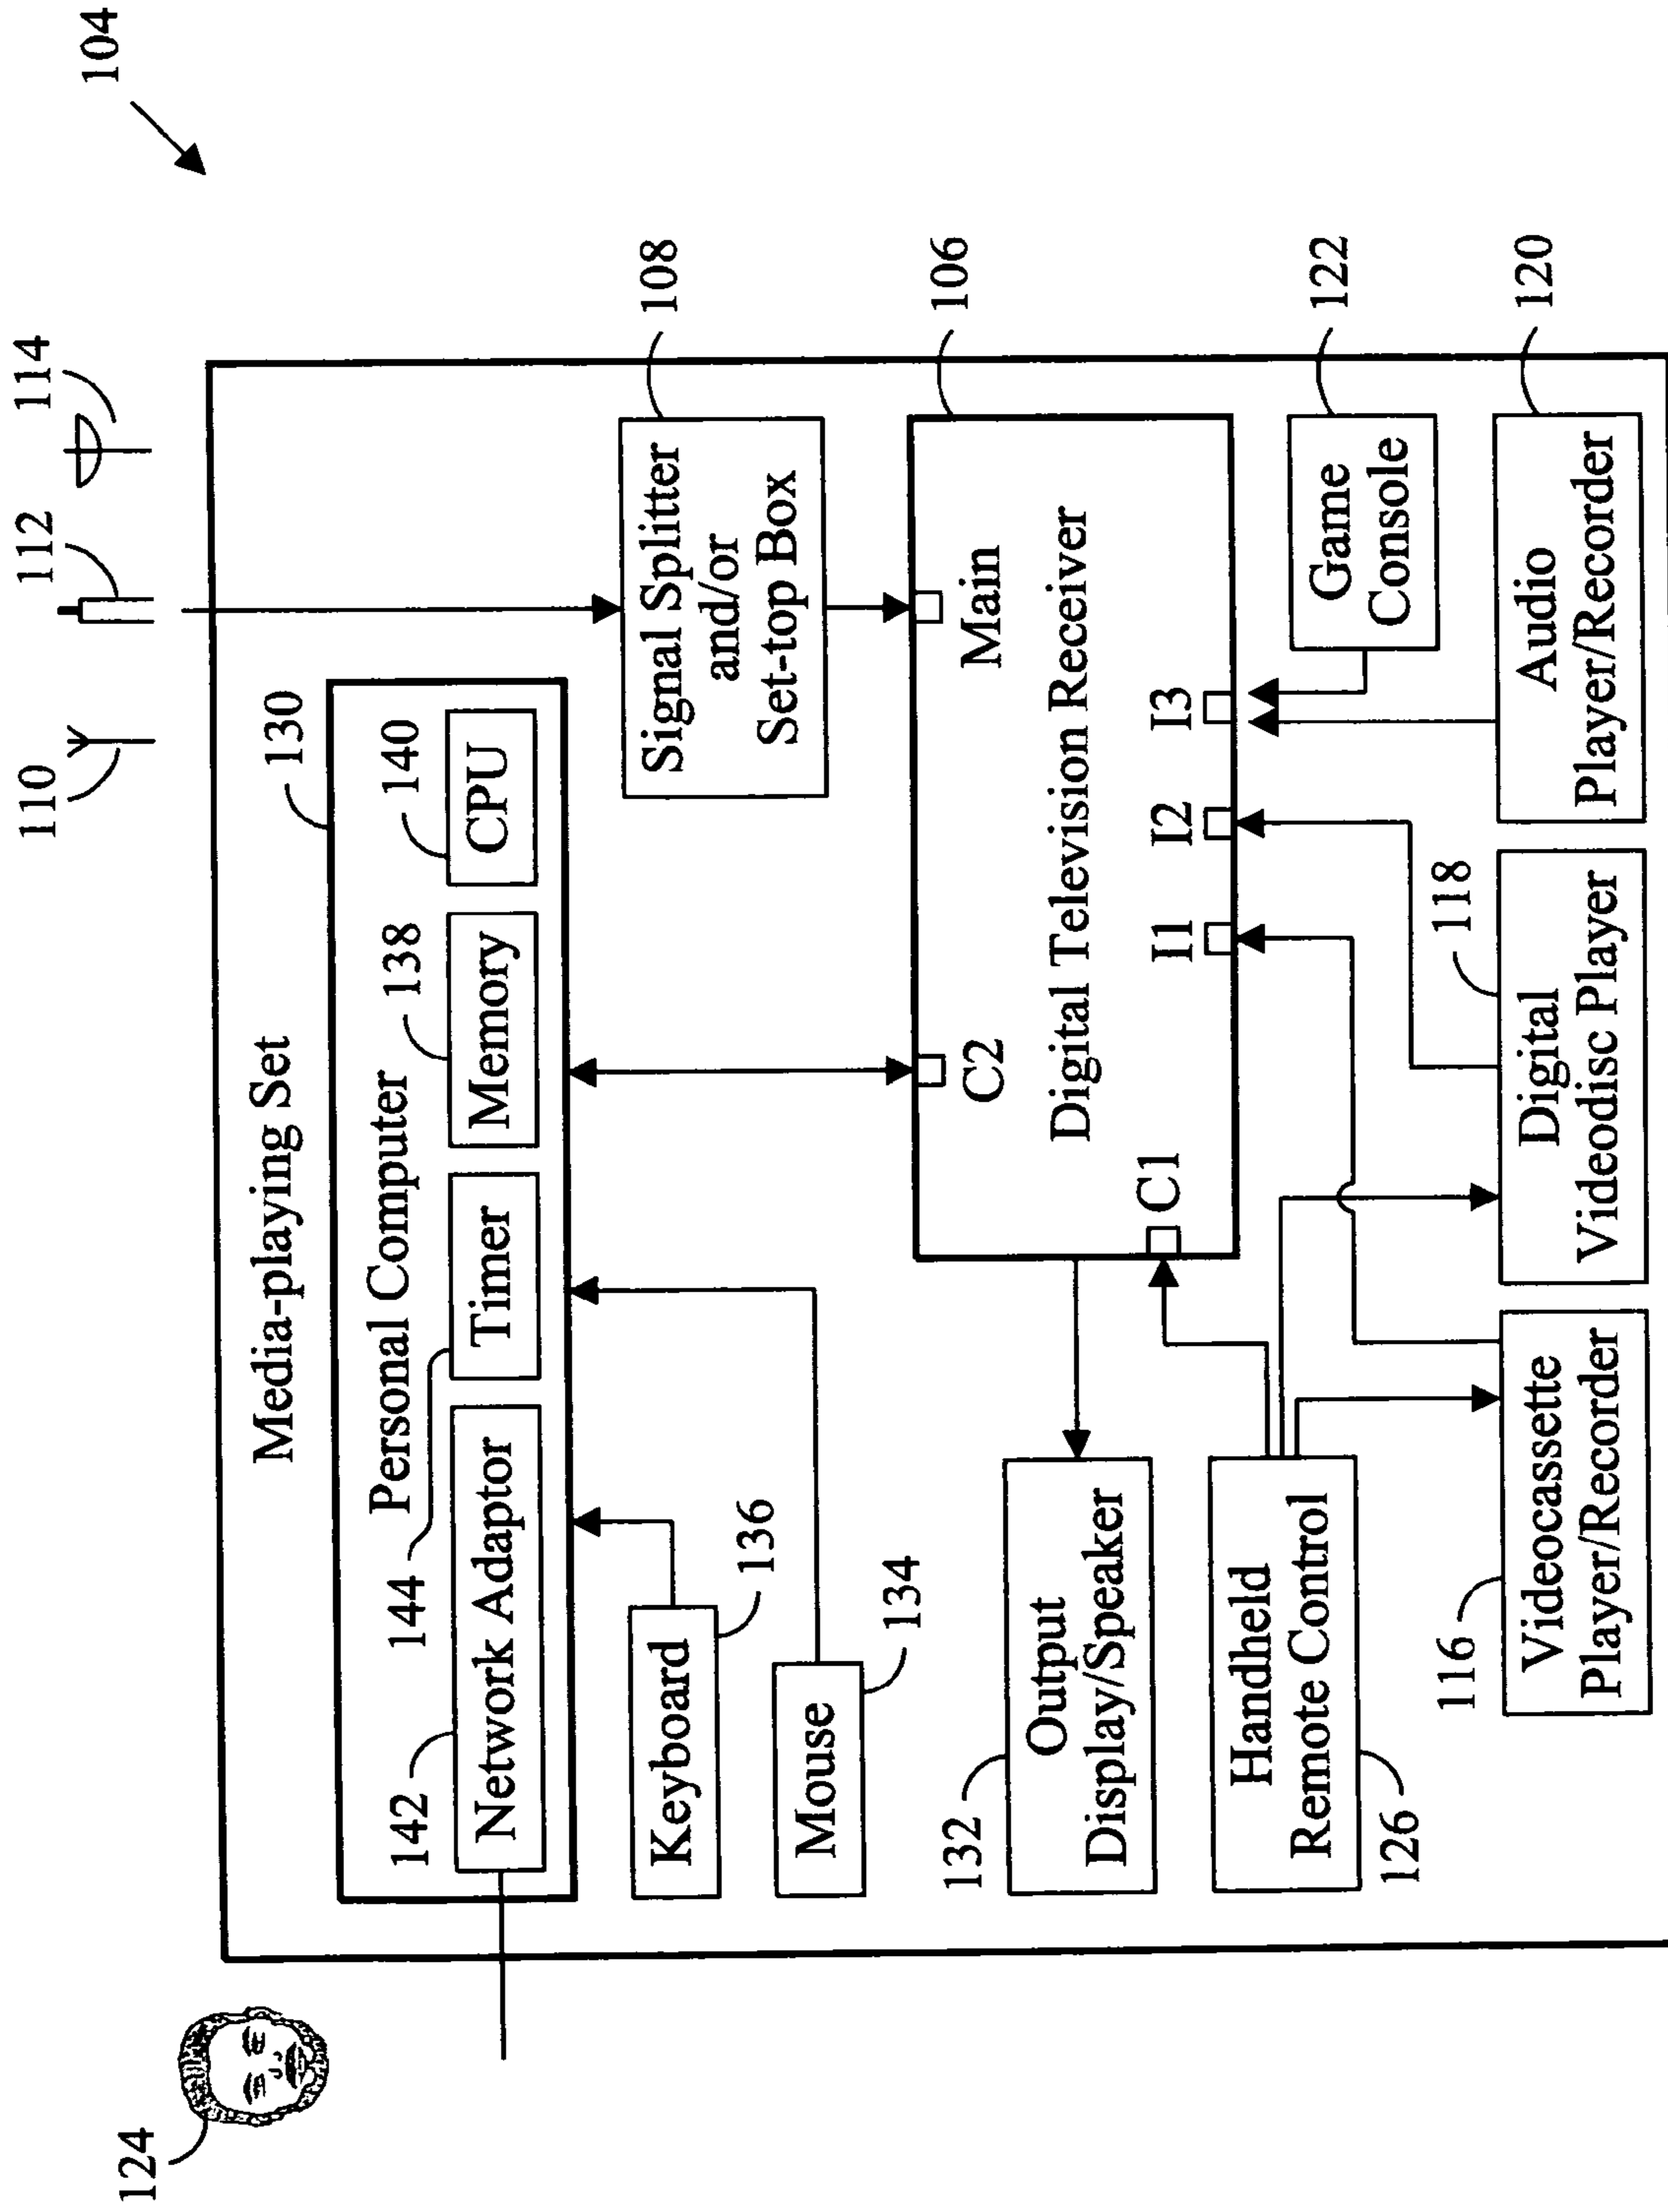 104
110
112
114
124
Media-playing Set
130
Personal Computer
142
Network Adaptor
144
Timer
138
Memory
140
CPU
Keyboard
136
Mouse
134
Signal Splitter
and/or
Set-top Box
108
C2
Main
106
Digital Television Receiver
C1
I1
I2
I3
132
Output
Display/Speaker
Handheld
Remote Control
126
Game
Console
122
116
Videocassette
Player/Recorder
118
Digital
Videodisc Player
Audio
Player/Recorder
120